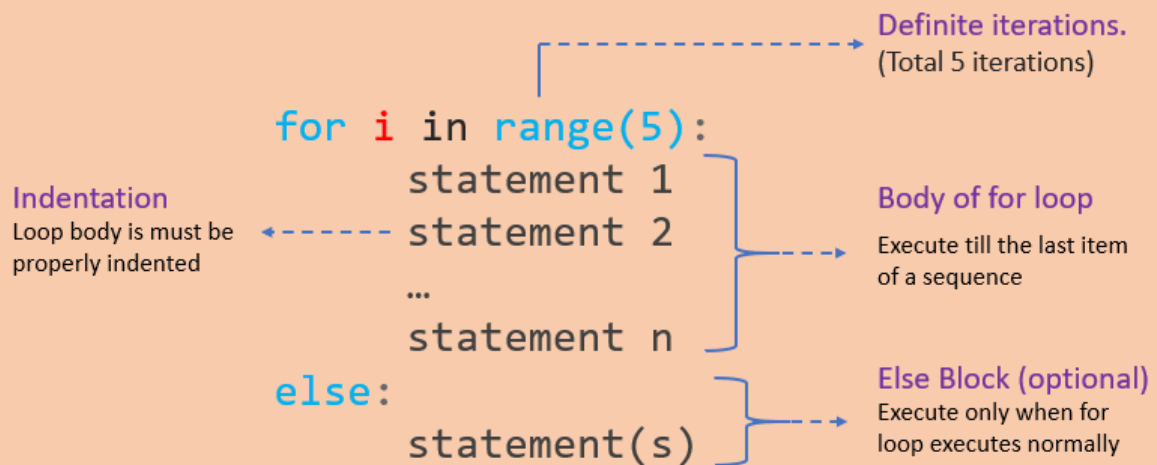 Definite iterations.
(Total 5 iterations)
for i in range(5):
statement 1
Indentation
Loop body is must be
properly indented
statement 2
…
statement n
Body of for loop
Execute till the last item
of a sequence
else:
statement(s)
Else Block (optional)
Execute only when for
loop executes normally